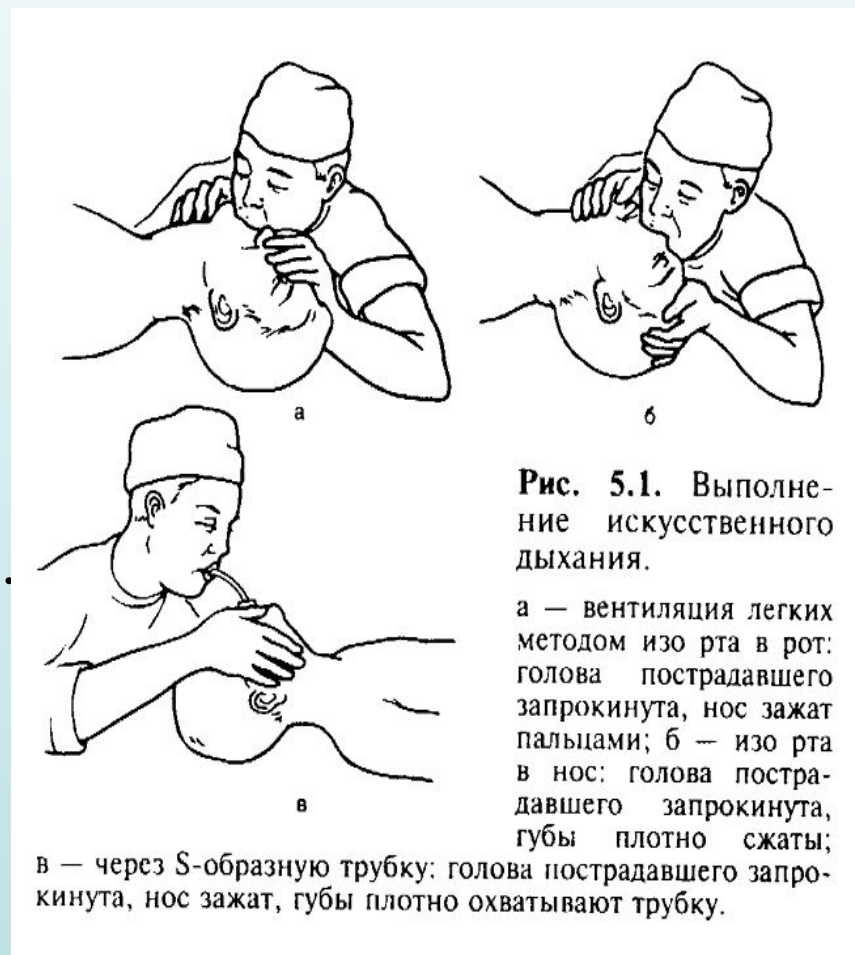 а
б
в
Рис. 5.1. Выполне-
ние искусственного
дыхания.
а — вентиляция легких
методом изо рта в рот:
голова пострадавшего
запрокинута, нос зажат
пальцами; б — изо рта
в нос: голова постра-
давшего запрокинута,
губы плотно сжаты;
в — через S-образную трубку: голова пострадавшего запро-
кинута, нос зажат, губы плотно охватывают трубку.